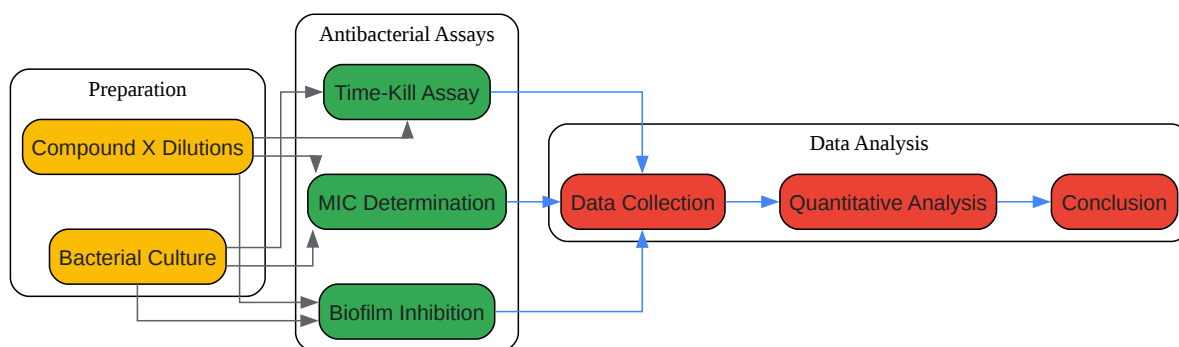 Preparation
Compound X Dilutions
Bacterial Culture
Antibacterial Assays
Time-Kill Assay
MIC Determination
Biofilm Inhibition
Data Analysis
Data Collection
Quantitative Analysis
Conclusion